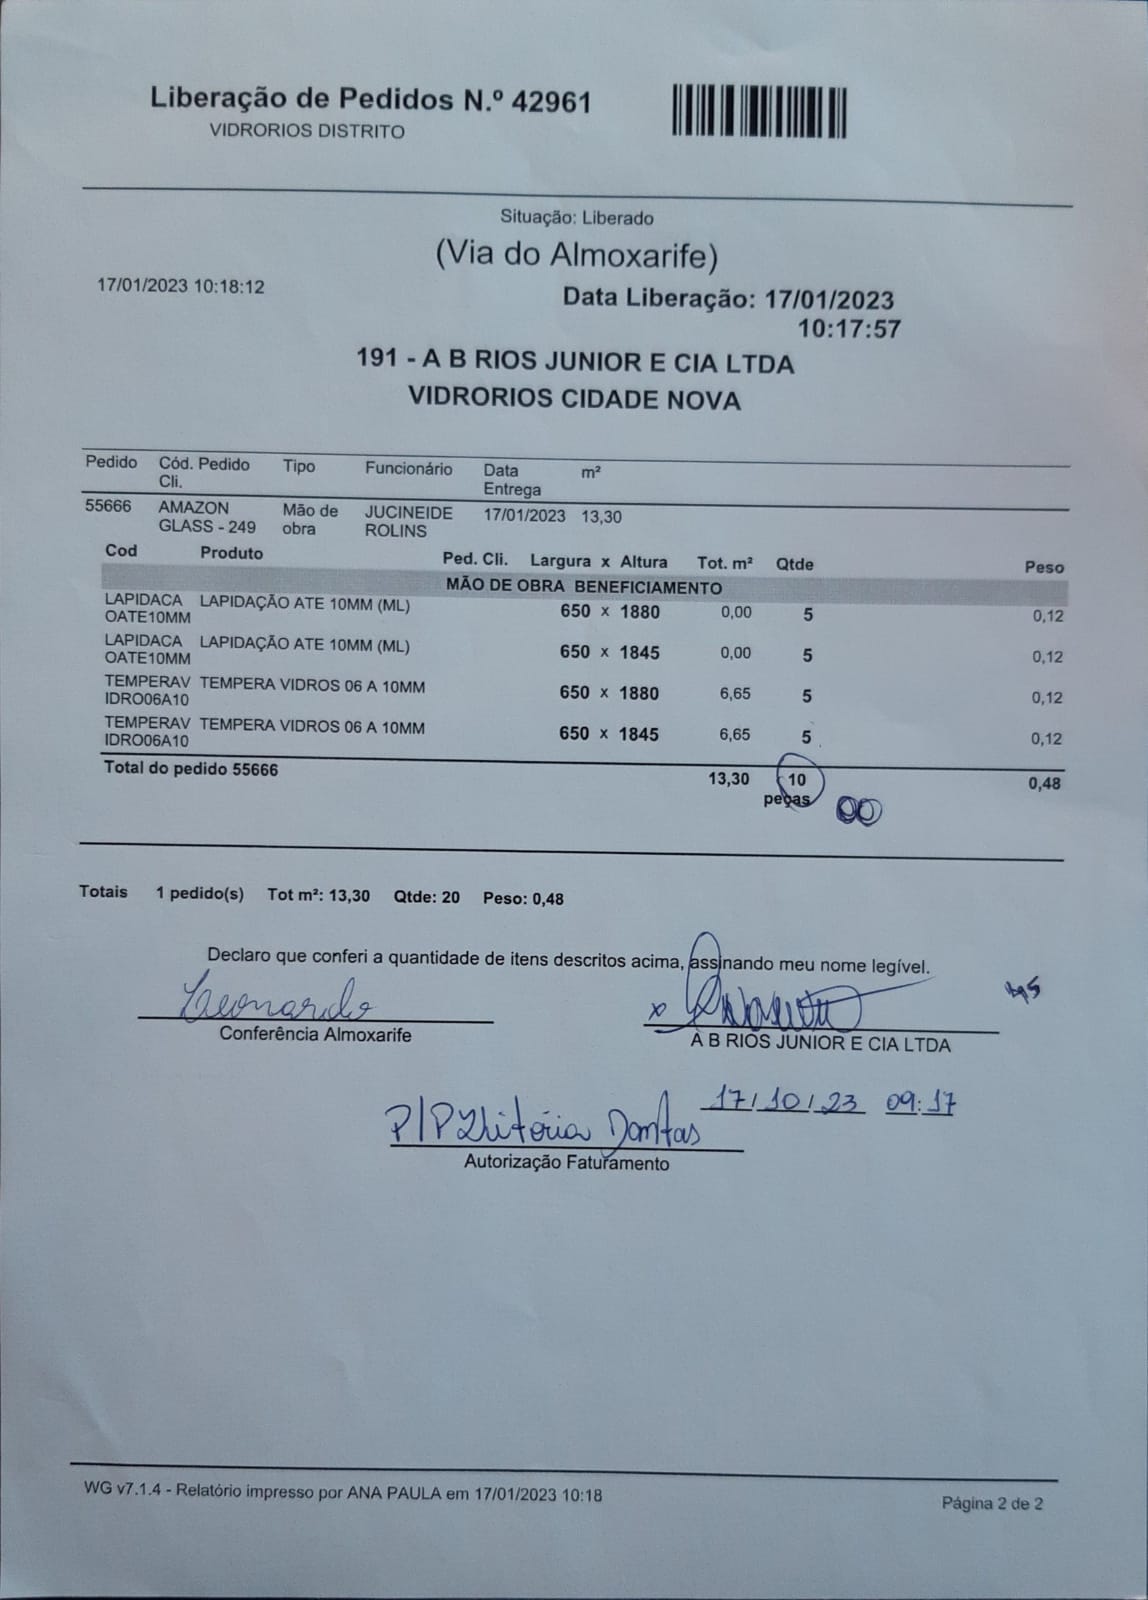 Liberação de Pedidos N.º 42961
VIDRORIOS DISTRITO
Situação: Liberado
(Via do Almoxarife)
17/01/2023 10:18:12
Data Liberação: 17/01/2023
10:17:57
191 - A B RIOS JUNIOR E CIA LTDA
VIDRORIOS CIDADE NOVA
Pedido Cód. Pedido Cli. Tipo Funcionário Data Entrega m²
55666 AMAZON GLASS - 249 Mão de obra JUCINEIDE ROLINS 17/01/2023 13,30
Cod Produto Ped. Cli. Largura x Altura Tot. m² Qtde Peso
MÃO DE OBRA BENEFICIAMENTO
LAPIDACA LAPIDAÇÃO ATE 10MM (ML) 650 x 1880 0,00 5 0,12
OATE10MM
LAPIDACA LAPIDAÇÃO ATE 10MM (ML) 650 x 1845 0,00 5 0,12
OATE10MM
TEMPERAV TEMPERA VIDROS 06 A 10MM 650 x 1880 6,65 5 0,12
IDRO06A10
TEMPERAV TEMPERA VIDROS 06 A 10MM 650 x 1845 6,65 5 0,12
IDRO06A10
Total do pedido 55666 13,30 10 0,48
peças
Totais 1 pedido(s) Tot m²: 13,30 Qtde: 20 Peso: 0,48
Declaro que conferi a quantidade de itens descritos acima, assinando meu nome legível.
Leonardo
Conferência Almoxarife
A B RIOS JUNIOR E CIA LTDA
17/10/23 09:17
Dantas
Autorização Faturamento
WG v7.1.4 - Relatório impresso por ANA PAULA em 17/01/2023 10:18
Página 2 de 2